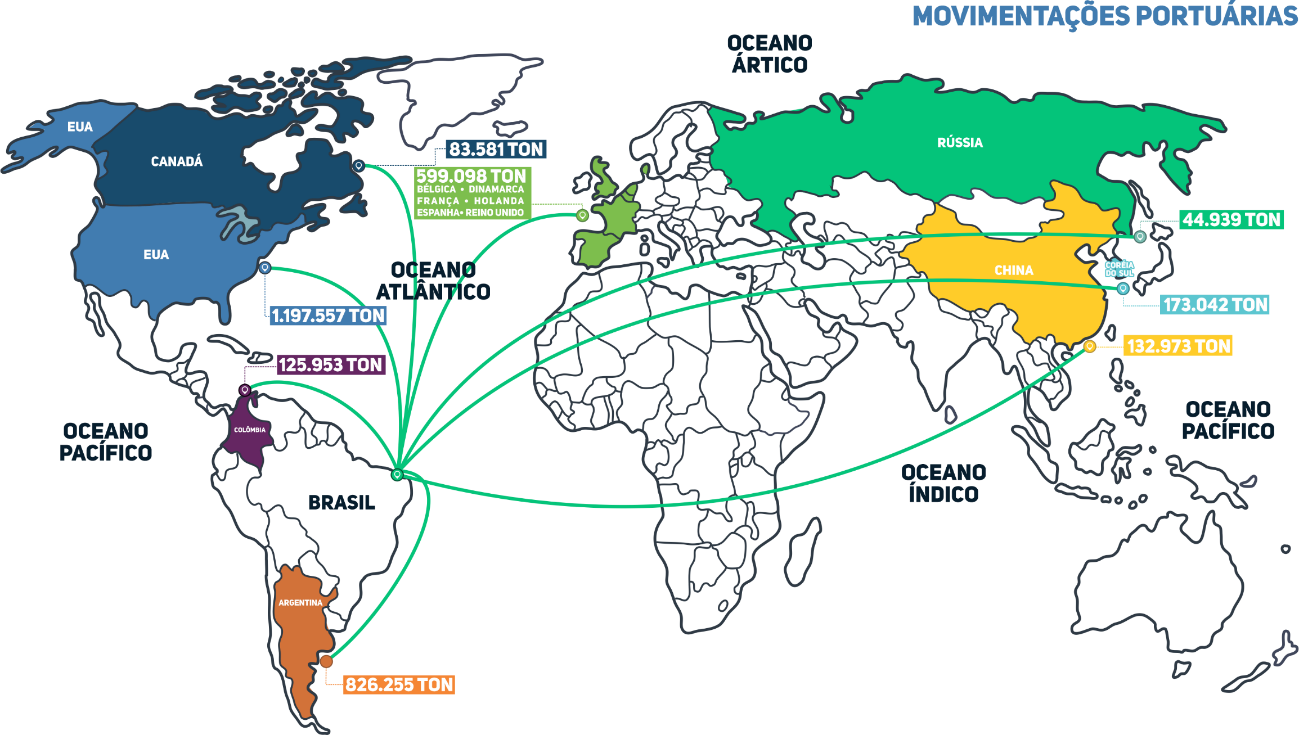 MOVIMENTAÇÕES PORTUÁRIAS
OCEANO
ÁRTICO
EUA
CANADÁ
RÚSSIA
83.581 TON
599.098 TON
BÉLGICA • DINAMARCA
FRANÇA • HOLANDA
ESPANHA• REINO UNIDO
44.939 TON
EUA
OCEANO
ATLÂNTICO
CHINA
CORÉIA
DO SUL
1.197.557 TON
173.042 TON
132.973 TON
125.953 TON
OCEANO
PACÍFICO
COLÔMBIA
OCEANO
PACÍFICO
OCEANO
ÍNDICO
BRASIL
ARGENTINA
826.255 TON